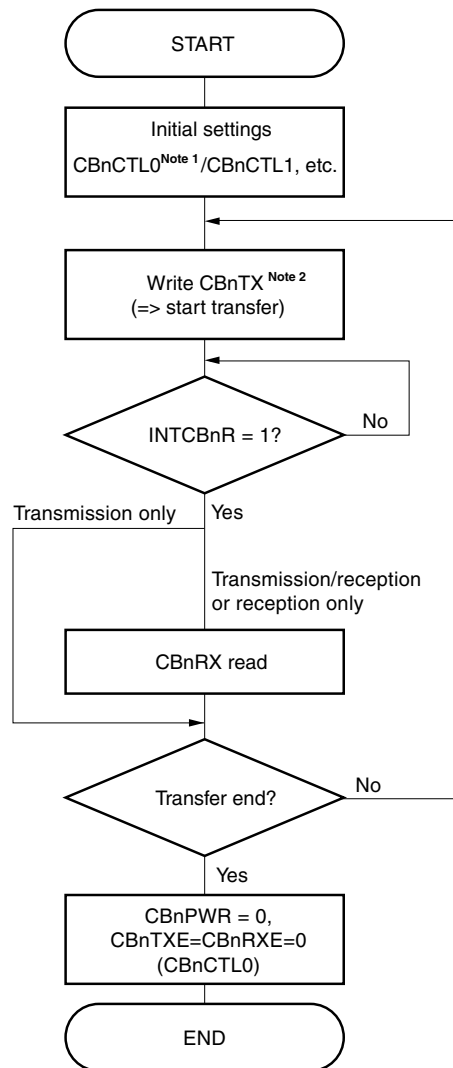 START
Initial settings
CBnCTL0Note 1/CBnCTL1, etc.
Write CBnTX Note 2
(=> start transfer)
INTCBnR = 1?
No
Transmission only
Yes
Transmission/reception
or reception only
CBnRX read
Transfer end?
No
Yes
CBnPWR = 0,
CBnTXE=CBnRXE=0
(CBnCTL0)
END